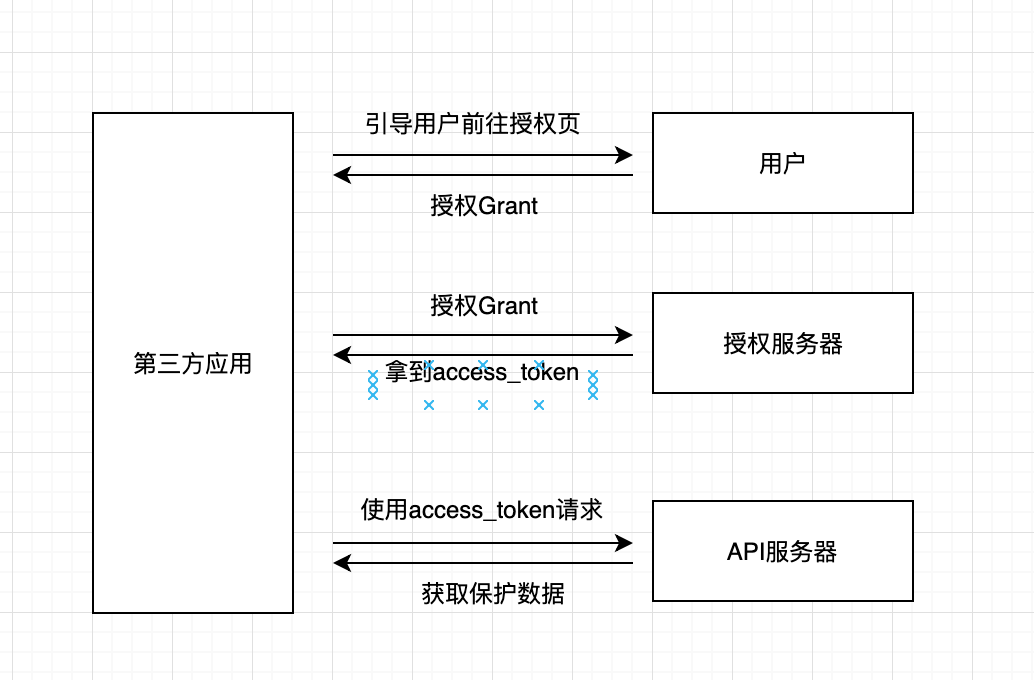 引导用户前往授权页
用户
授权Grant
授权Grant
第三方应用
授权服务器
拿到access_token
使用access_token请求
API服务器
获取保护数据